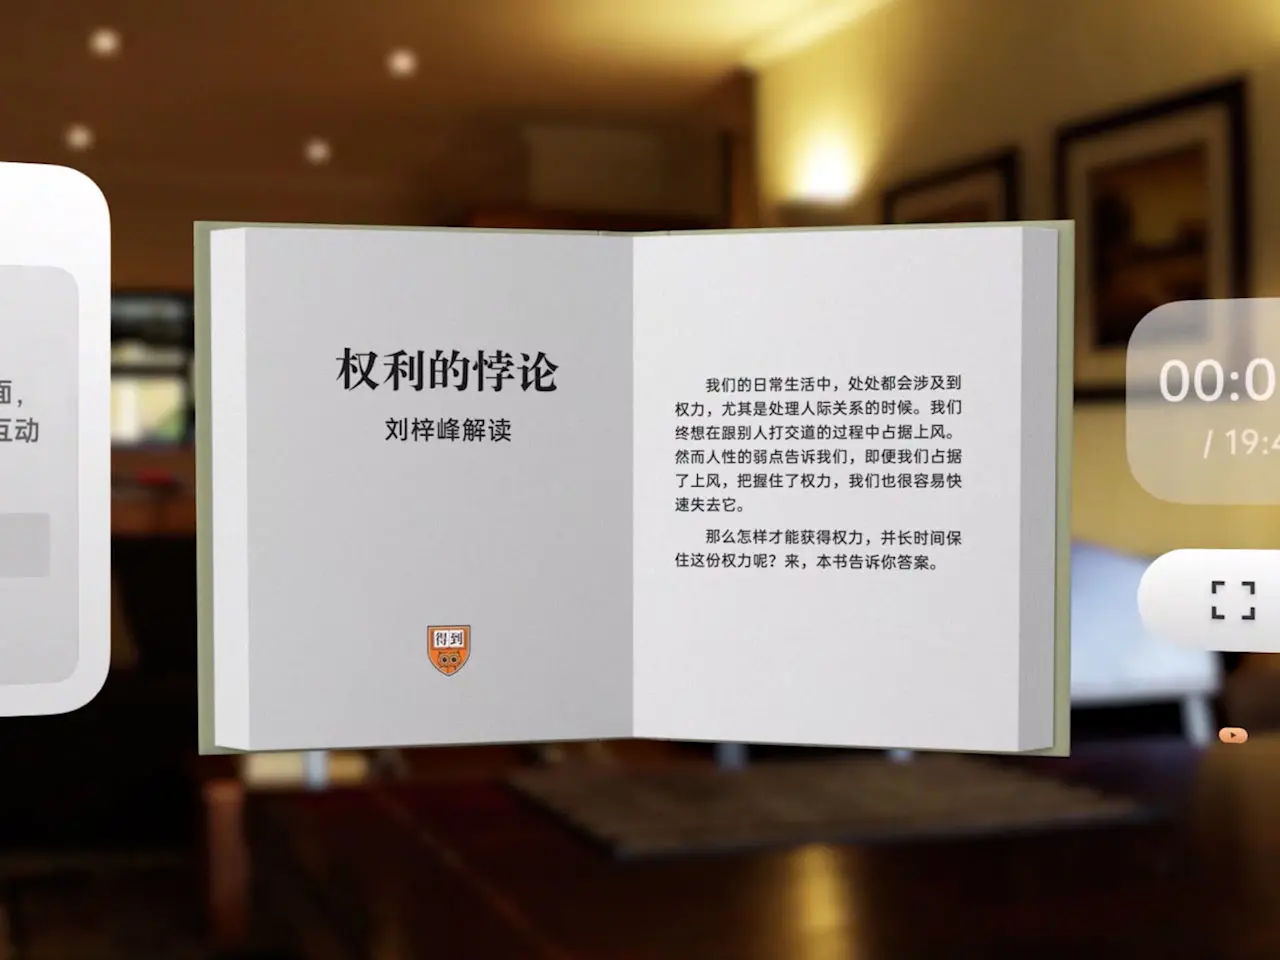 面，
互动
权利的悖论
刘梓峰解读
得到
我们的日常生活中，处处都会涉及到
权力，尤其是处理人际关系的时候。我们
终想在跟别人打交道的过程中占据上风。
然而人性的弱点告诉我们，即便我们占据
了上风，把握住了权力，我们也很容易快
速失去它。
那么怎样才能获得权力，并长时间保
住这份权力呢？来，本书告诉你答案。
00:0
/ 19:4